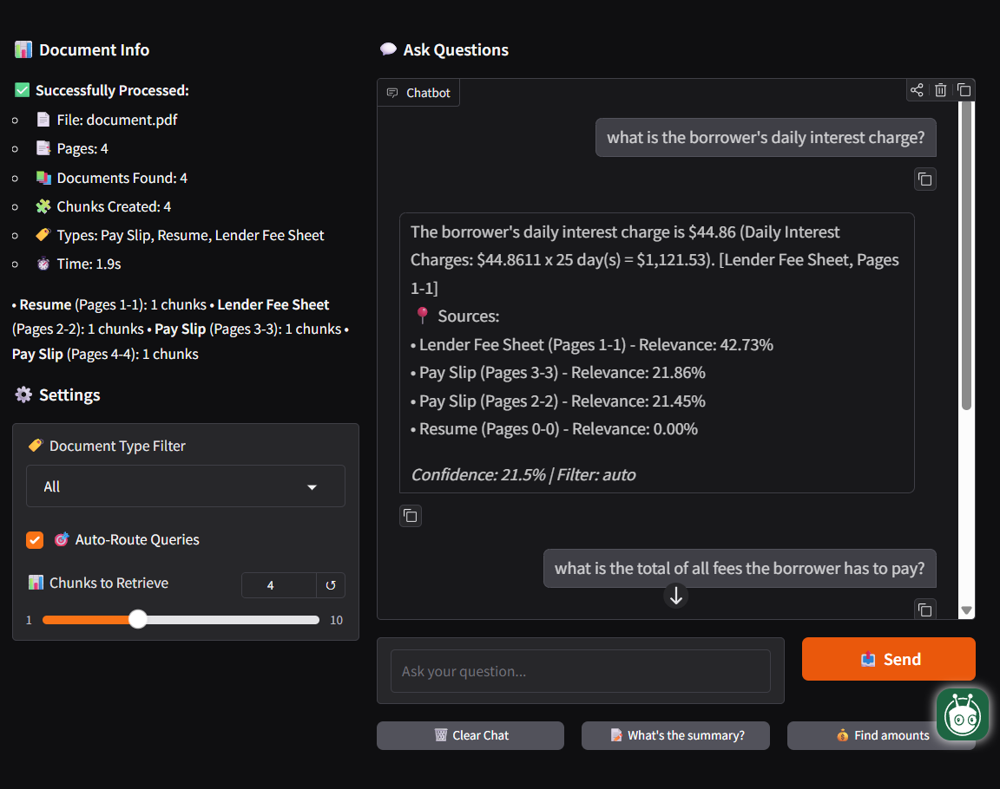 Document Info
Successfully Processed:
File: document.pdf
Pages: 4
Documents Found: 4
Chunks Created: 4
Types: Pay Slip, Resume, Lender Fee Sheet
Time: 1.9s
• Resume (Pages 1-1): 1 chunks • Lender Fee Sheet
(Pages 2-2): 1 chunks • Pay Slip (Pages 3-3): 1 chunks •
Pay Slip (Pages 4-4): 1 chunks
Settings
Document Type Filter
All
Auto-Route Queries
Chunks to Retrieve
4
1
10
Ask Questions
Chatbot
what is the borrower's daily interest charge?
The borrower's daily interest charge is $44.86 (Daily Interest
Charges: $44.8611 x 25 day(s) = $1,121.53). [Lender Fee Sheet, Pages
1-1]
Sources:
• Lender Fee Sheet (Pages 1-1) - Relevance: 42.73%
• Pay Slip (Pages 3-3) - Relevance: 21.86%
• Pay Slip (Pages 2-2) - Relevance: 21.45%
• Resume (Pages 0-0) - Relevance: 0.00%
Confidence: 21.5% | Filter: auto
what is the total of all fees the borrower has to pay?
Ask your question...
Send
Clear Chat
What's the summary?
Find amounts